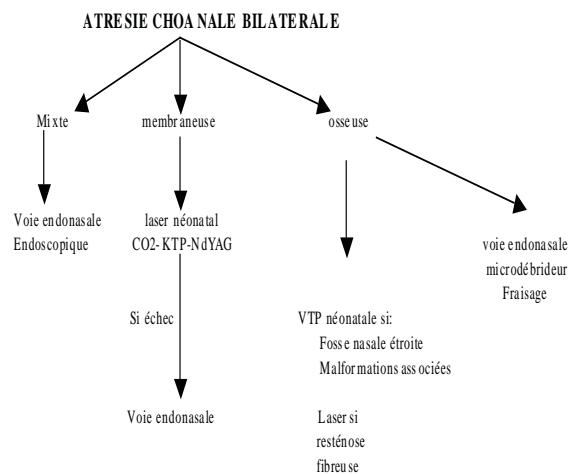 ATRESIE CHOANALE BILATERALE
Mixte
membraneuse
osseuse
Voie endonasale
Endoscopique
laser néonatal
CO2-KTP-NdYAG
voie endonasale
microdébrideur
Fraisage
Si échec
VTP néonatale si:
Fosse nasale étroite
Malformations associées
Voie endonasale
Laser si
resténose
fibreuse